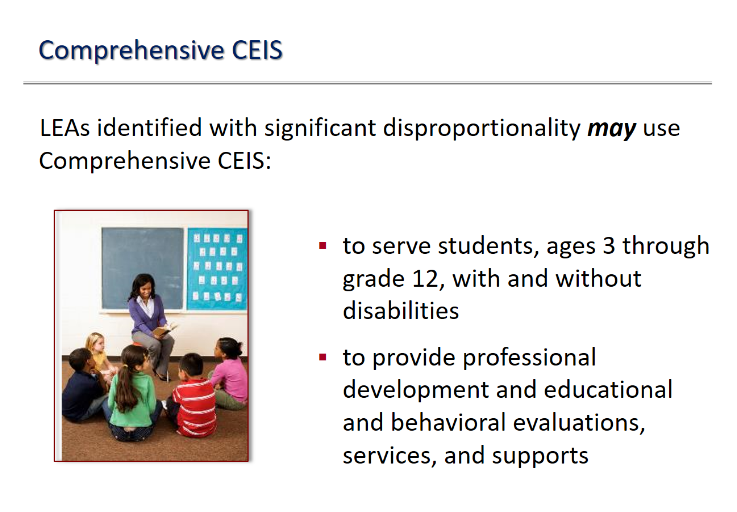 Comprehensive CEIS
LEAs identified with significant disproportionality may use
Comprehensive CEIS:
▪ to serve students, ages 3 through
grade 12, with and without
disabilities
▪ to provide professional
development and educational
and behavioral evaluations,
services, and supports